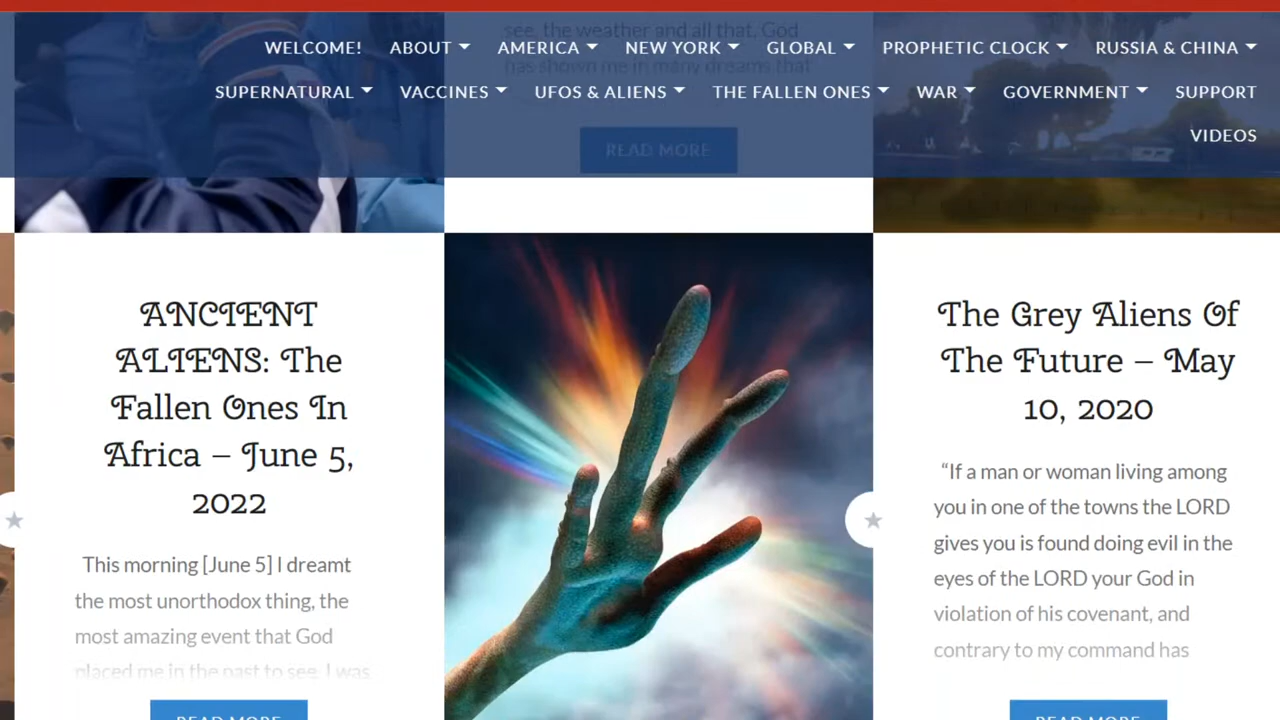 see, the weather and all that. God
has shown me in many dreams that
WELCOME! ABOUT AMERICA NEW YORK GLOBAL PROPHETIC CLOCK RUSSIA & CHINA
SUPERNATURAL VACCINES UFOS & ALIENS THE FALLEN ONES WAR GOVERNMENT SUPPORT
VIDEOS
READ MORE
ANCIENT
ALIENS: The
Fallen Ones In
Africa – June 5,
2022
This morning [June 5] I dreamt
the most unorthodox thing, the
most amazing event that God
placed me in the past to see. I was
READ MORE
The Grey Aliens Of
The Future – May
10, 2020
“If a man or woman living among
you in one of the towns the LORD
gives you is found doing evil in the
eyes of the LORD your God in
violation of his covenant, and
contrary to my command has
READ MORE